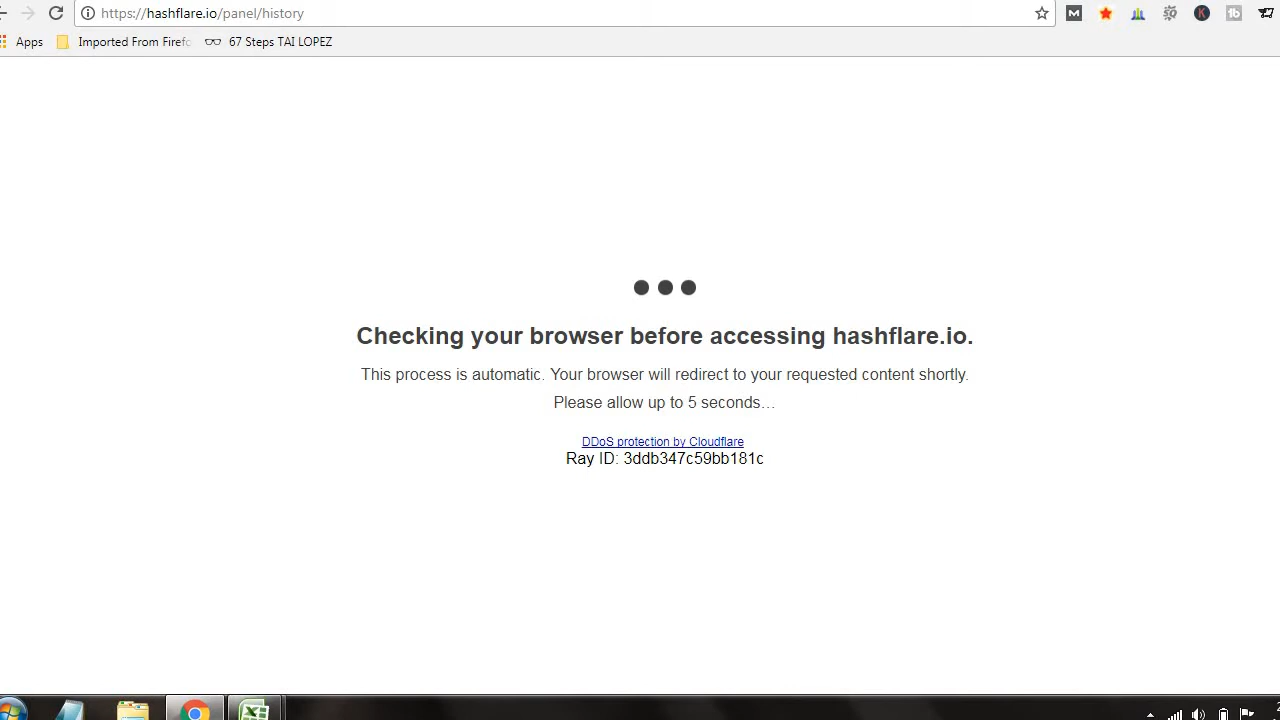 https://hashflare.io/panel/history
Apps Imported From Firefo 67 Steps TAI LOPEZ
Checking your browser before accessing hashflare.io.
This process is automatic. Your browser will redirect to your requested content shortly.
Please allow up to 5 seconds…
DDoS protection by Cloudflare
Ray ID: 3ddb347c59bb181c